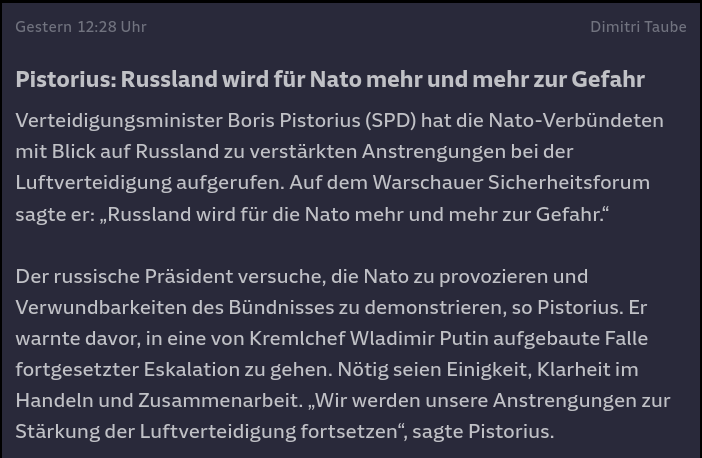 Gestern 12:28 Uhr Dimitri Taube
Pistorius: Russland wird für Nato mehr und mehr zur Gefahr
Verteidigungsminister Boris Pistorius (SPD) hat die Nato-Verbündeten
mit Blick auf Russland zu verstärkten Anstrengungen bei der
Luftverteidigung aufgerufen. Auf dem Warschauer Sicherheitsforum
sagte er: „Russland wird für die Nato mehr und mehr zur Gefahr.“
Der russische Präsident versuche, die Nato zu provozieren und
Verwundbarkeiten des Bündnisses zu demonstrieren, so Pistorius. Er
warnte davor, in eine von Kremlchef Wladimir Putin aufgebaute Falle
fortgesetzter Eskalation zu gehen. Nötig seien Einigkeit, Klarheit im
Handeln und Zusammenarbeit. „Wir werden unsere Anstrengungen zur
Stärkung der Luftverteidigung fortsetzen“, sagte Pistorius.